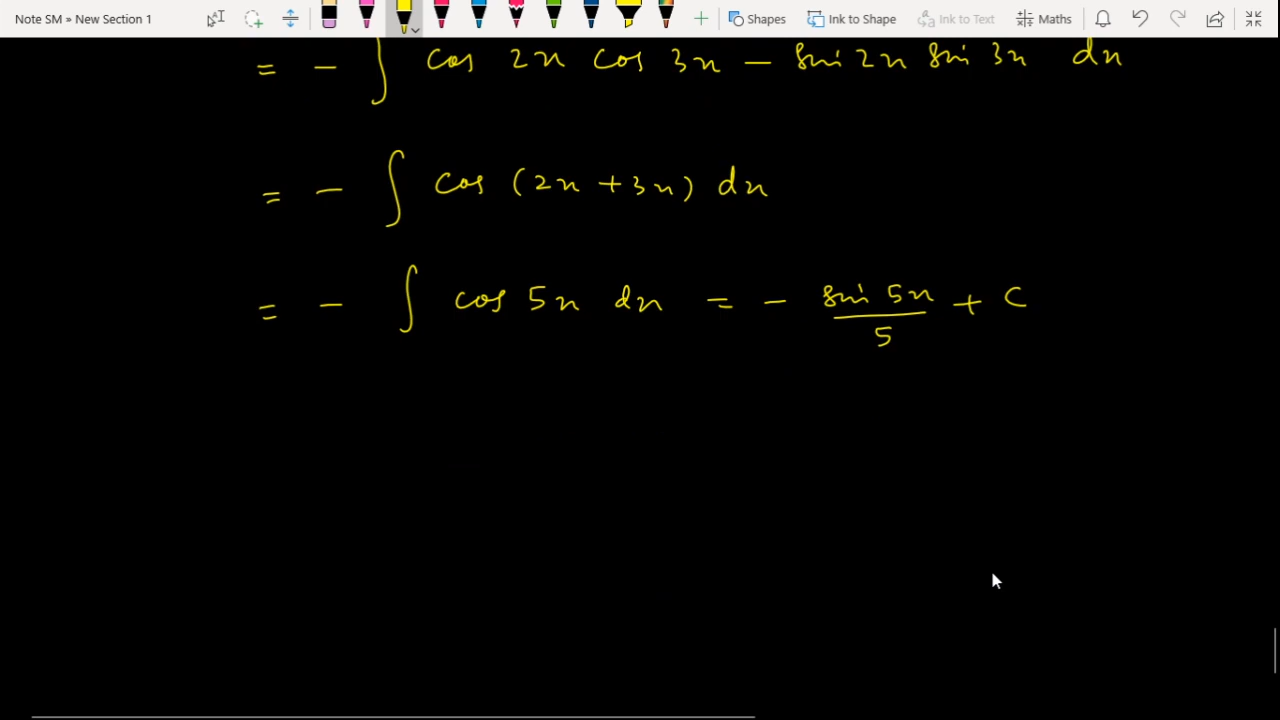 Note SM » New Section 1
Shapes
Ink to Shape
Ink to Text
Maths
= - ∫ cos 2x cos 3x - sin 2x sin 3x dx
= - ∫ cos (2x + 3x) dx
= - ∫ cos 5x dx = - sin 5x / 5 + C